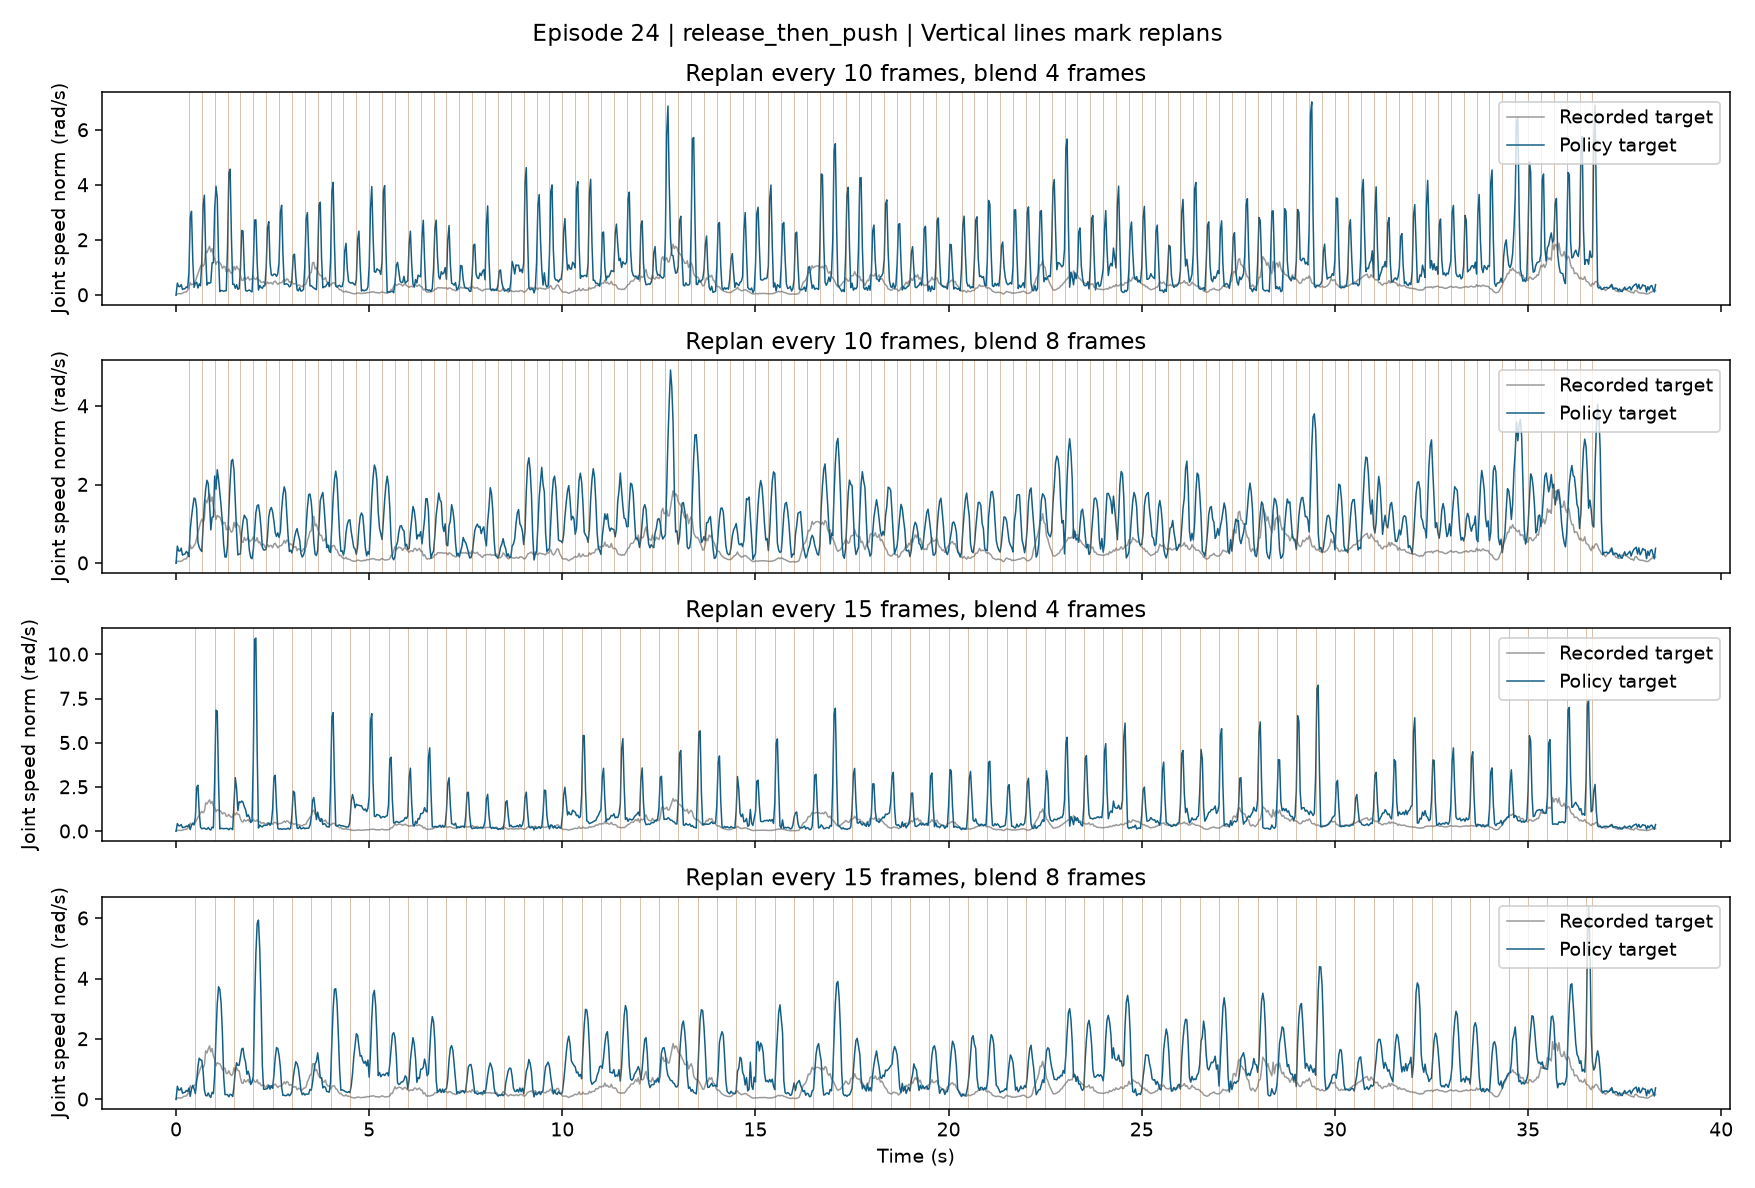 Episode 24 | release_then_push | Vertical lines mark replans
Replan every 10 frames, blend 4 frames
Joint speed norm (rad/s)
6
4
2
0
Recorded target
Policy target
Replan every 10 frames, blend 8 frames
Joint speed norm (rad/s)
4
2
0
Recorded target
Policy target
Replan every 15 frames, blend 4 frames
Joint speed norm (rad/s)
10.0
7.5
5.0
2.5
0.0
Recorded target
Policy target
Replan every 15 frames, blend 8 frames
Joint speed norm (rad/s)
6
4
2
0
Recorded target
Policy target
0 5 10 15 20 25 30 35 40
Time (s)